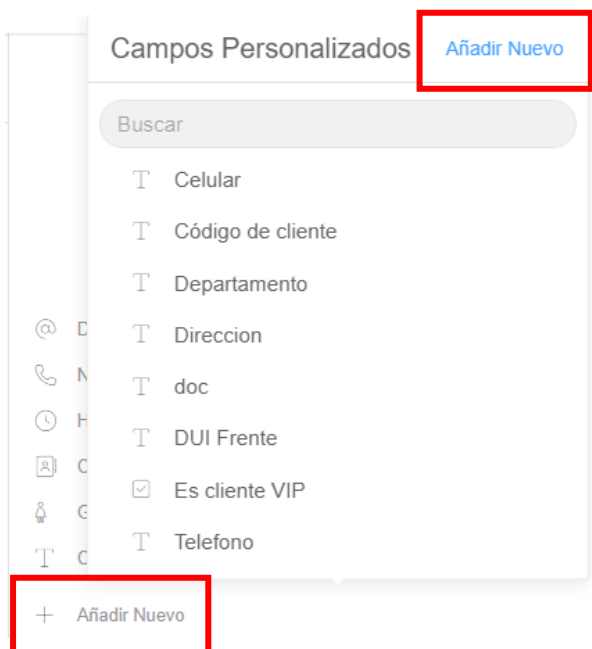 Campos Personalizados
Añadir Nuevo
Buscar
Celular
Código de cliente
Departamento
Direccion
doc
DUI Frente
Es cliente VIP
Telefono
Añadir Nuevo